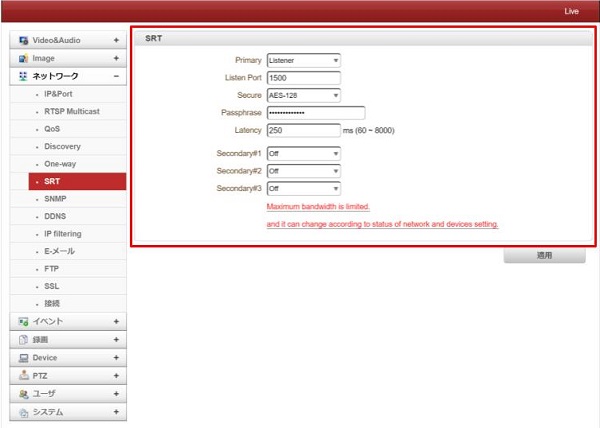 Live
Video&Audio +
Image +
ネットワーク −
IP&Port
RTSP Multicast
QoS
Discovery
One-way
SRT
SNMP
DDNS
IP filtering
E-メール
FTP
SSL
接続
イベント +
録画 +
Device +
PTZ +
ユーザ +
システム +
SRT
Primary Listener
Listen Port 1500
Secure AES-128
Passphrase •••••••••••••
Latency 250 ms (60 ~ 8000)
Secondary#1 Off
Secondary#2 Off
Secondary#3 Off
Maximum bandwidth is limited.
and it can change according to status of network and devices setting.
適用